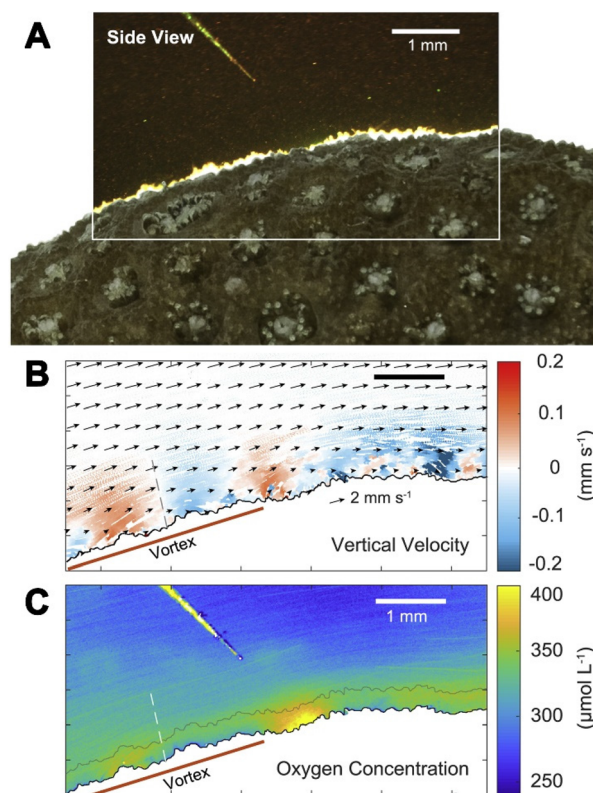 A
Side View
1 mm
B
0.2
0.1
0
-0.1
-0.2
(mm s⁻¹)
2 mm s⁻¹
Vortex
Vertical Velocity
C
1 mm
400
350
300
250
(μmol L⁻¹)
Vortex
Oxygen Concentration